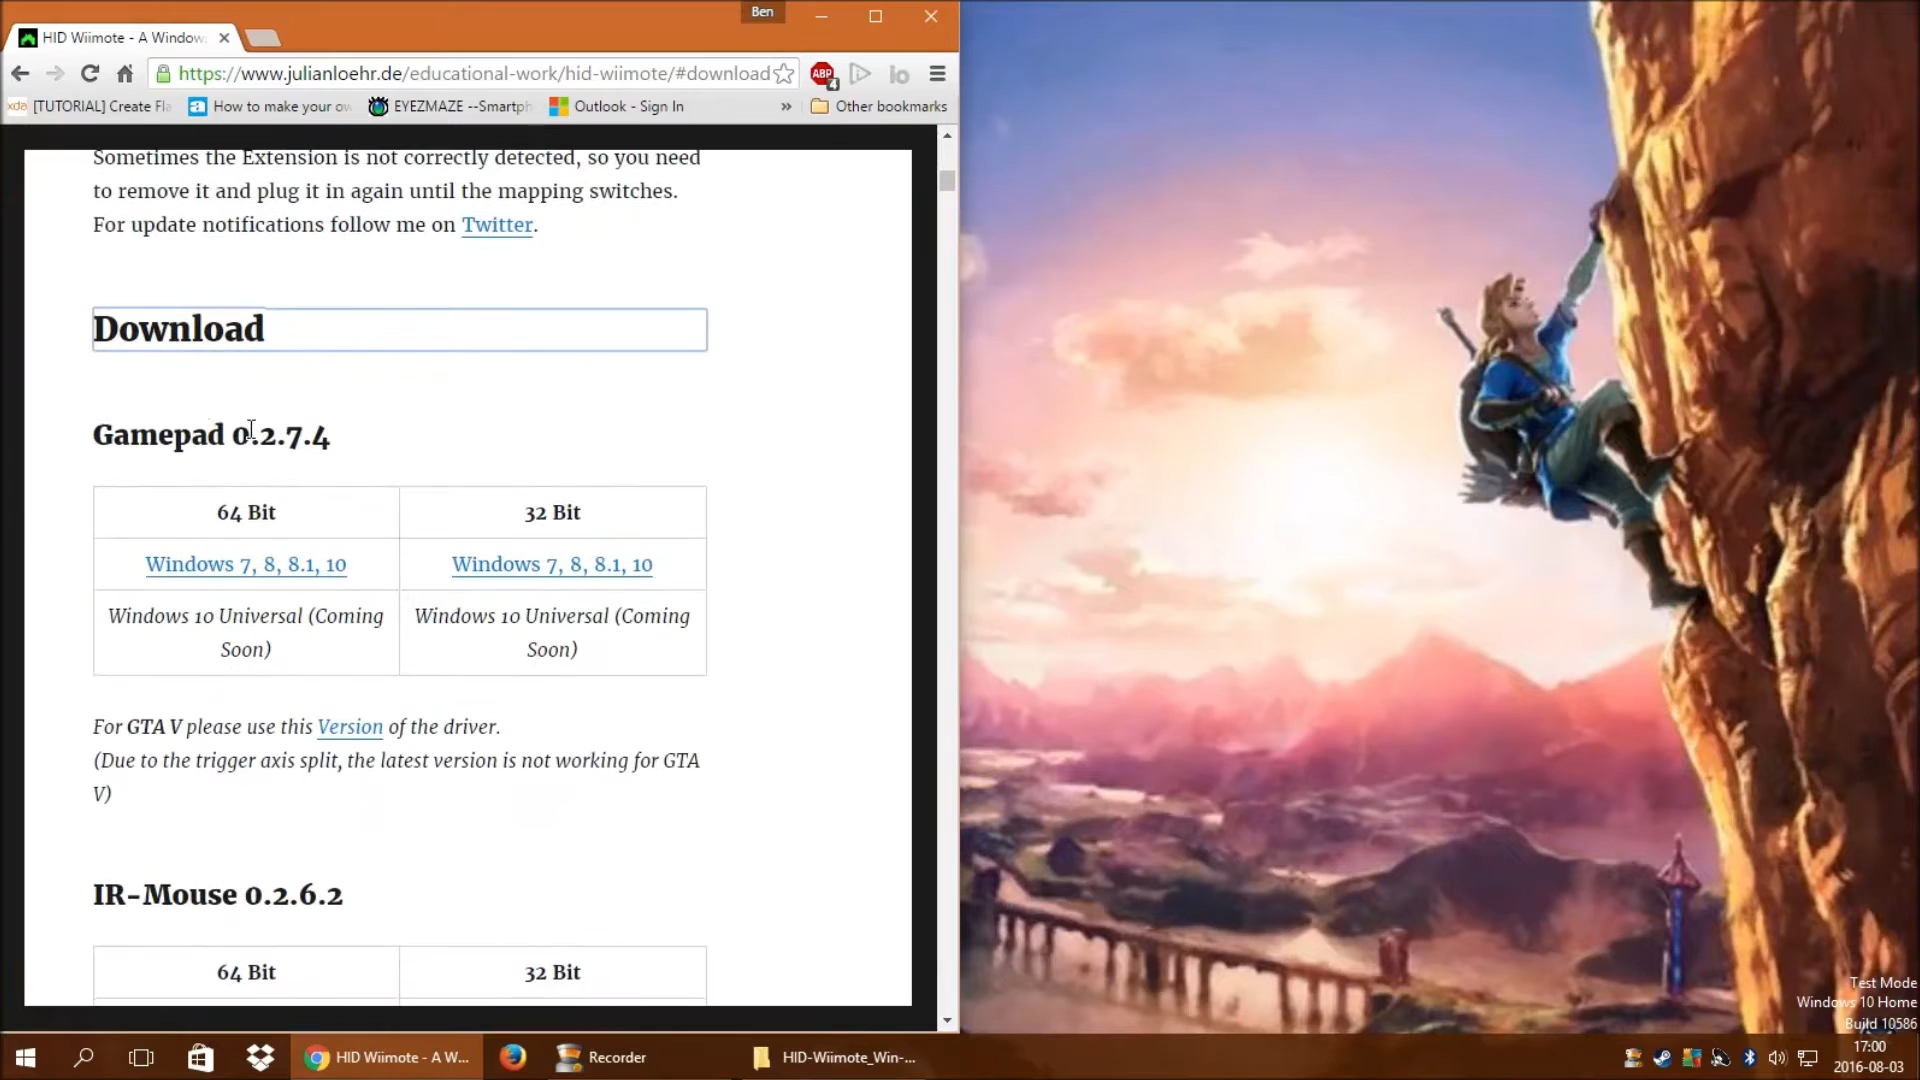 Ben
HID Wiimote - A Window
https://www.julianloehr.de/educational-work/hid-wiimote/#download
ABP
4
xda
[TUTORIAL] Create Fla
How to make your ow
EYEZMAZE --Smartph
Outlook - Sign In
»
Other bookmarks
Sometimes the Extension is not correctly detected, so you need
to remove it and plug it in again until the mapping switches.
For update notifications follow me on Twitter.
Download
Gamepad 0.2.7.4
64 Bit
32 Bit
Windows 7, 8, 8.1, 10
Windows 7, 8, 8.1, 10
Windows 10 Universal (Coming
Soon)
Windows 10 Universal (Coming
Soon)
For GTA V please use this Version of the driver.
(Due to the trigger axis split, the latest version is not working for GTA
V)
IR-Mouse 0.2.6.2
64 Bit
32 Bit
Test Mode
Windows 10 Home
Build 10586
HID Wiimote - A W...
Recorder
HID-Wiimote_Win-...
17:00
2016-08-03